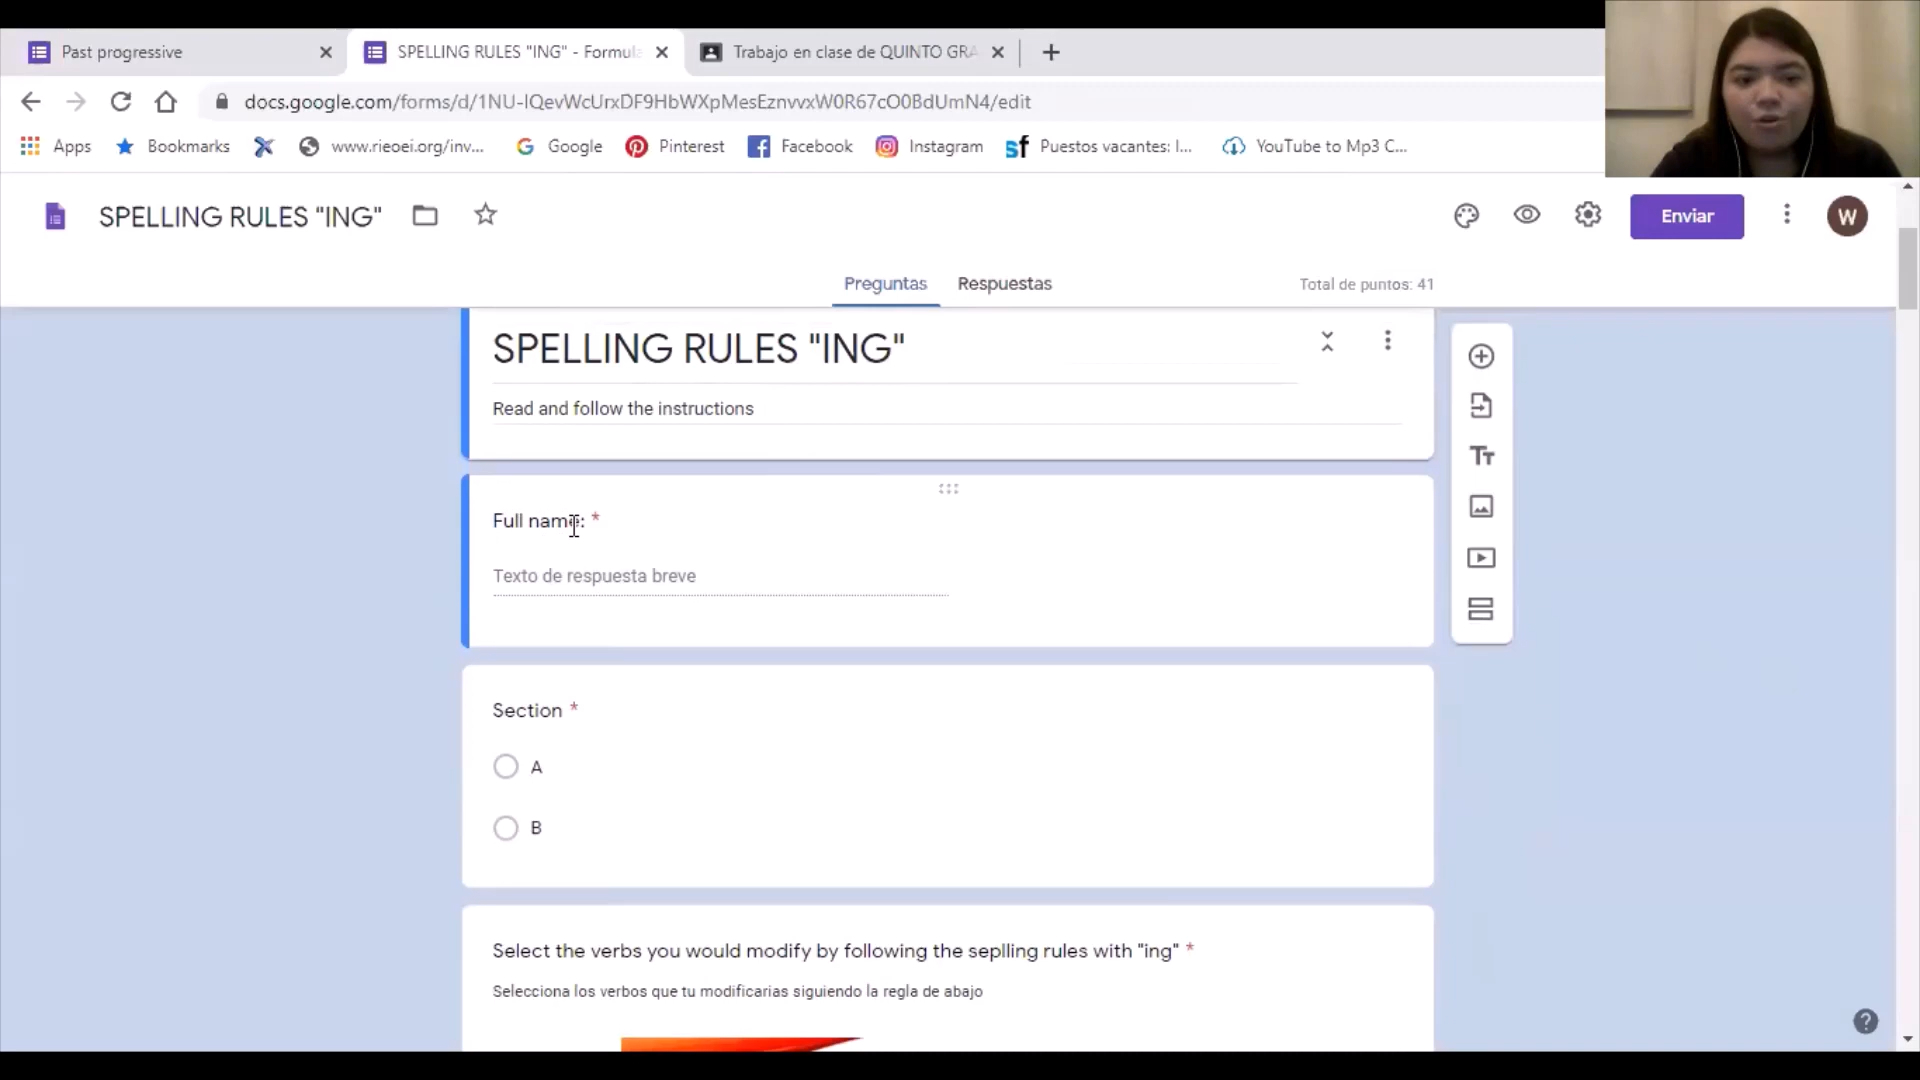 Past progressive
SPELLING RULES "ING" - Formul
Trabajo en clase de QUINTO GRA
docs.google.com/forms/d/1NU-IQevWcUrxDF9HbWXpMesEznvvxW0R67cO0BdUmN4/edit
Apps
Bookmarks
www.rieoei.org/inv...
Google
Pinterest
Facebook
Instagram
Puestos vacantes: I...
YouTube to Mp3 C...
SPELLING RULES "ING"
Enviar
W
Preguntas
Respuestas
Total de puntos: 41
SPELLING RULES "ING"
Read and follow the instructions
Full name: *
Texto de respuesta breve
Section *
A
B
Select the verbs you would modify by following the seplling rules with "ing" *
Selecciona los verbos que tu modificarias siguiendo la regla de abajo